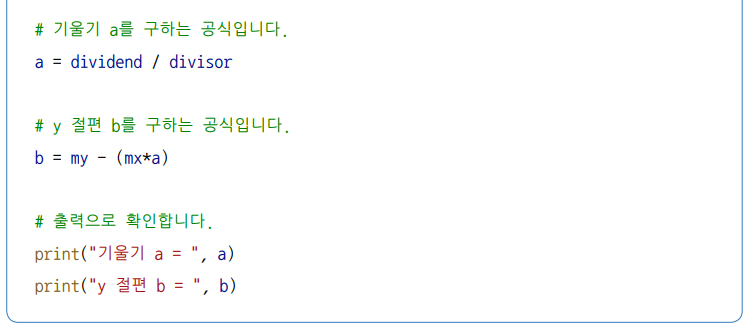 # 기울기 a를 구하는 공식입니다.
a = dividend / divisor
# y 절편 b를 구하는 공식입니다.
b = my - (mx*a)
# 출력으로 확인합니다.
print("기울기 a = ", a)
print("y 절편 b = ", b)